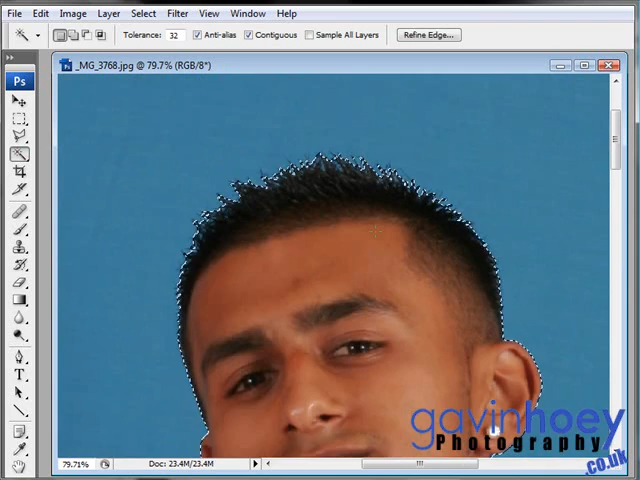 File Edit Image Layer Select Filter View Window Help
Tolerance: 32 Anti-alias Contiguous Sample All Layers Refine Edge...
Ps
_MG_3768.jpg @ 79.7% (RGB/8*)
T
gavinhoey
Photography
.co.uk
79.71% Doc: 23.4M/23.4M